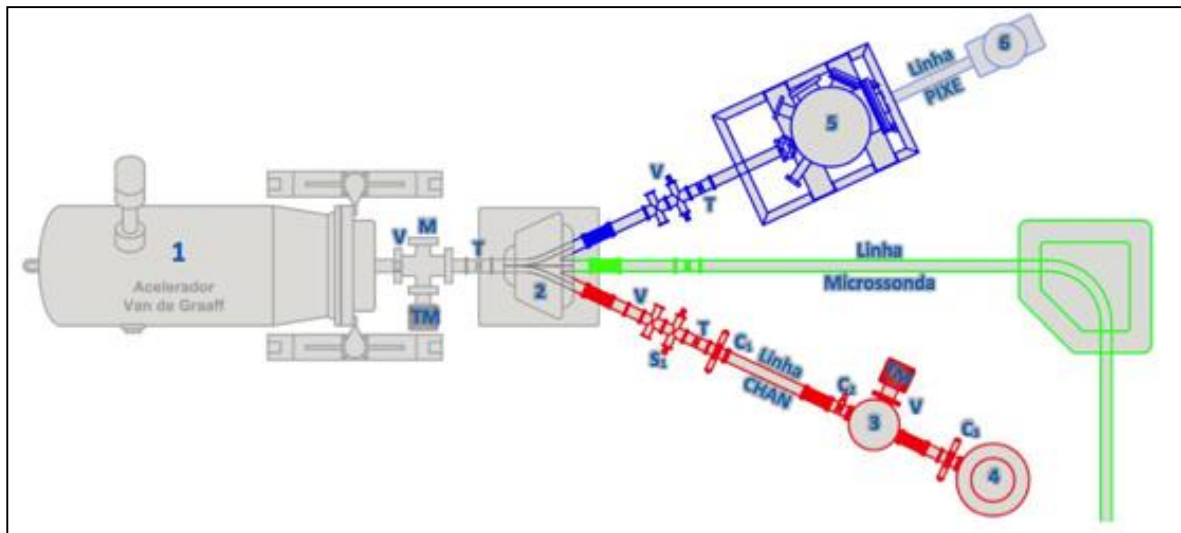 6
Linha
PIXE
5
V
T
1
Acelerador
Van de Graaff
V
M
TM
T
2
Linha
Microssonda
V
S₁
T
C₁
Linha
CHAN
C₂
TM
V
3
C₃
4